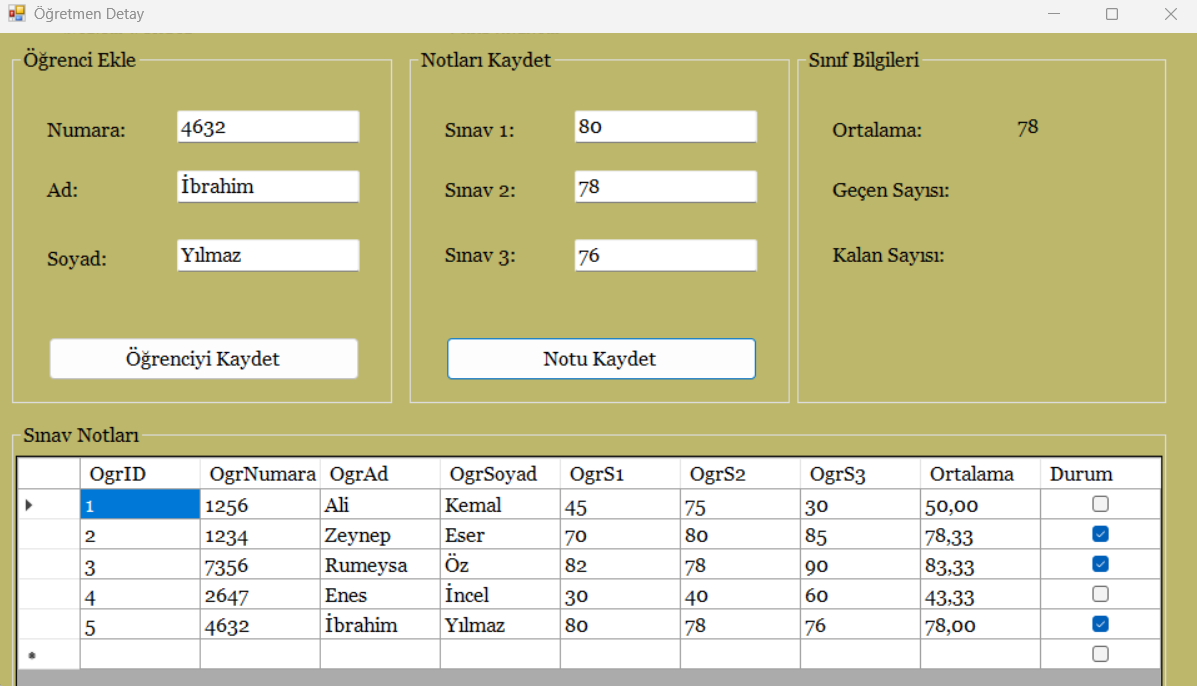 Öğretmen Detay
Öğrenci Ekle
Numara: 4632
Ad: İbrahim
Soyad: Yılmaz
Öğrenciyi Kaydet
Notları Kaydet
Sınav 1: 80
Sınav 2: 78
Sınav 3: 76
Notu Kaydet
Sınıf Bilgileri
Ortalama: 78
Geçen Sayısı:
Kalan Sayısı:
Sınav Notları
OgrID OgrNumara OgrAd OgrSoyad OgrS1 OgrS2 OgrS3 Ortalama Durum
1 1256 Ali Kemal 45 75 30 50,00
2 1234 Zeynep Eser 70 80 85 78,33
3 7356 Rumeysa Öz 82 78 90 83,33
4 2647 Enes İncel 30 40 60 43,33
5 4632 İbrahim Yılmaz 80 78 76 78,00